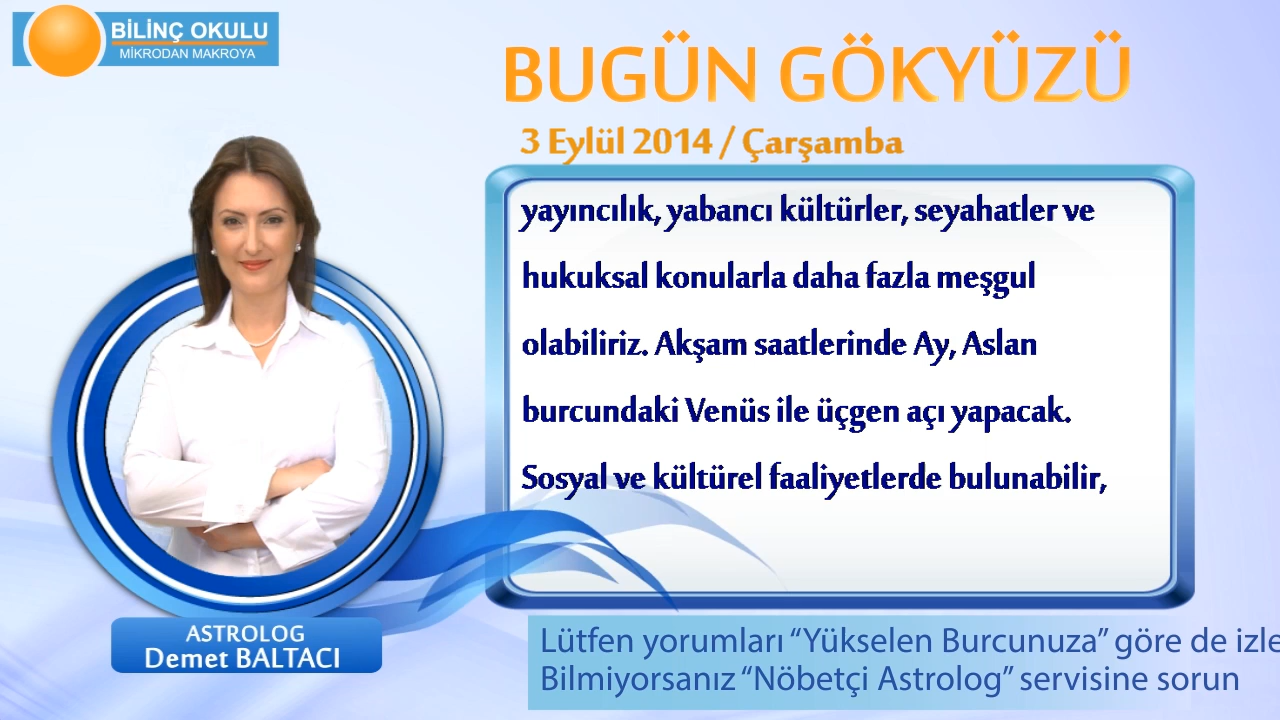 BİLİNÇ OKULU
MİKRODAN MAKROYA
BUGÜN GÖKYÜZÜ
3 Eylül 2014 / Çarşamba
yayıncılık, yabancı kültürler, seyahatler ve
hukuksal konularla daha fazla meşgul
olabiliriz. Akşam saatlerinde Ay, Aslan
burcundaki Venüs ile üçgen açı yapacak.
Sosyal ve kültürel faaliyetlerde bulunabilir,
ASTROLOG
Demet BALTACI
Lütfen yorumları “Yükselen Burcunuza” göre de izle
Bilmiyorsanız “Nöbetçi Astrolog” servisine sorun